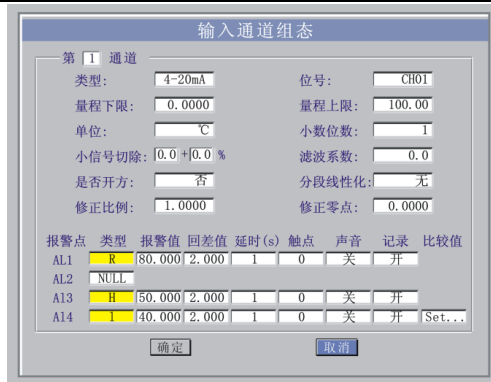 输入通道组态
第 1 通道
类型: 4-20mA 位号: CH01
量程下限: 0.0000 量程上限: 100.00
单位: ℃ 小数位数: 1
小信号切除: 0.0 +0.0 % 滤波系数: 0.0
是否开方: 否 分段线性化: 无
修正比例: 1.0000 修正零点: 0.0000
报警点 类型 报警值 回差值 延时(s) 触点 声音 记录 比较值
AL1 R 80.000 2.000 1 0 关 开
AL2 NULL
Al3 H 50.000 2.000 1 0 关 开
Al4 l 40.000 2.000 1 0 关 开 Set...
确定 取消